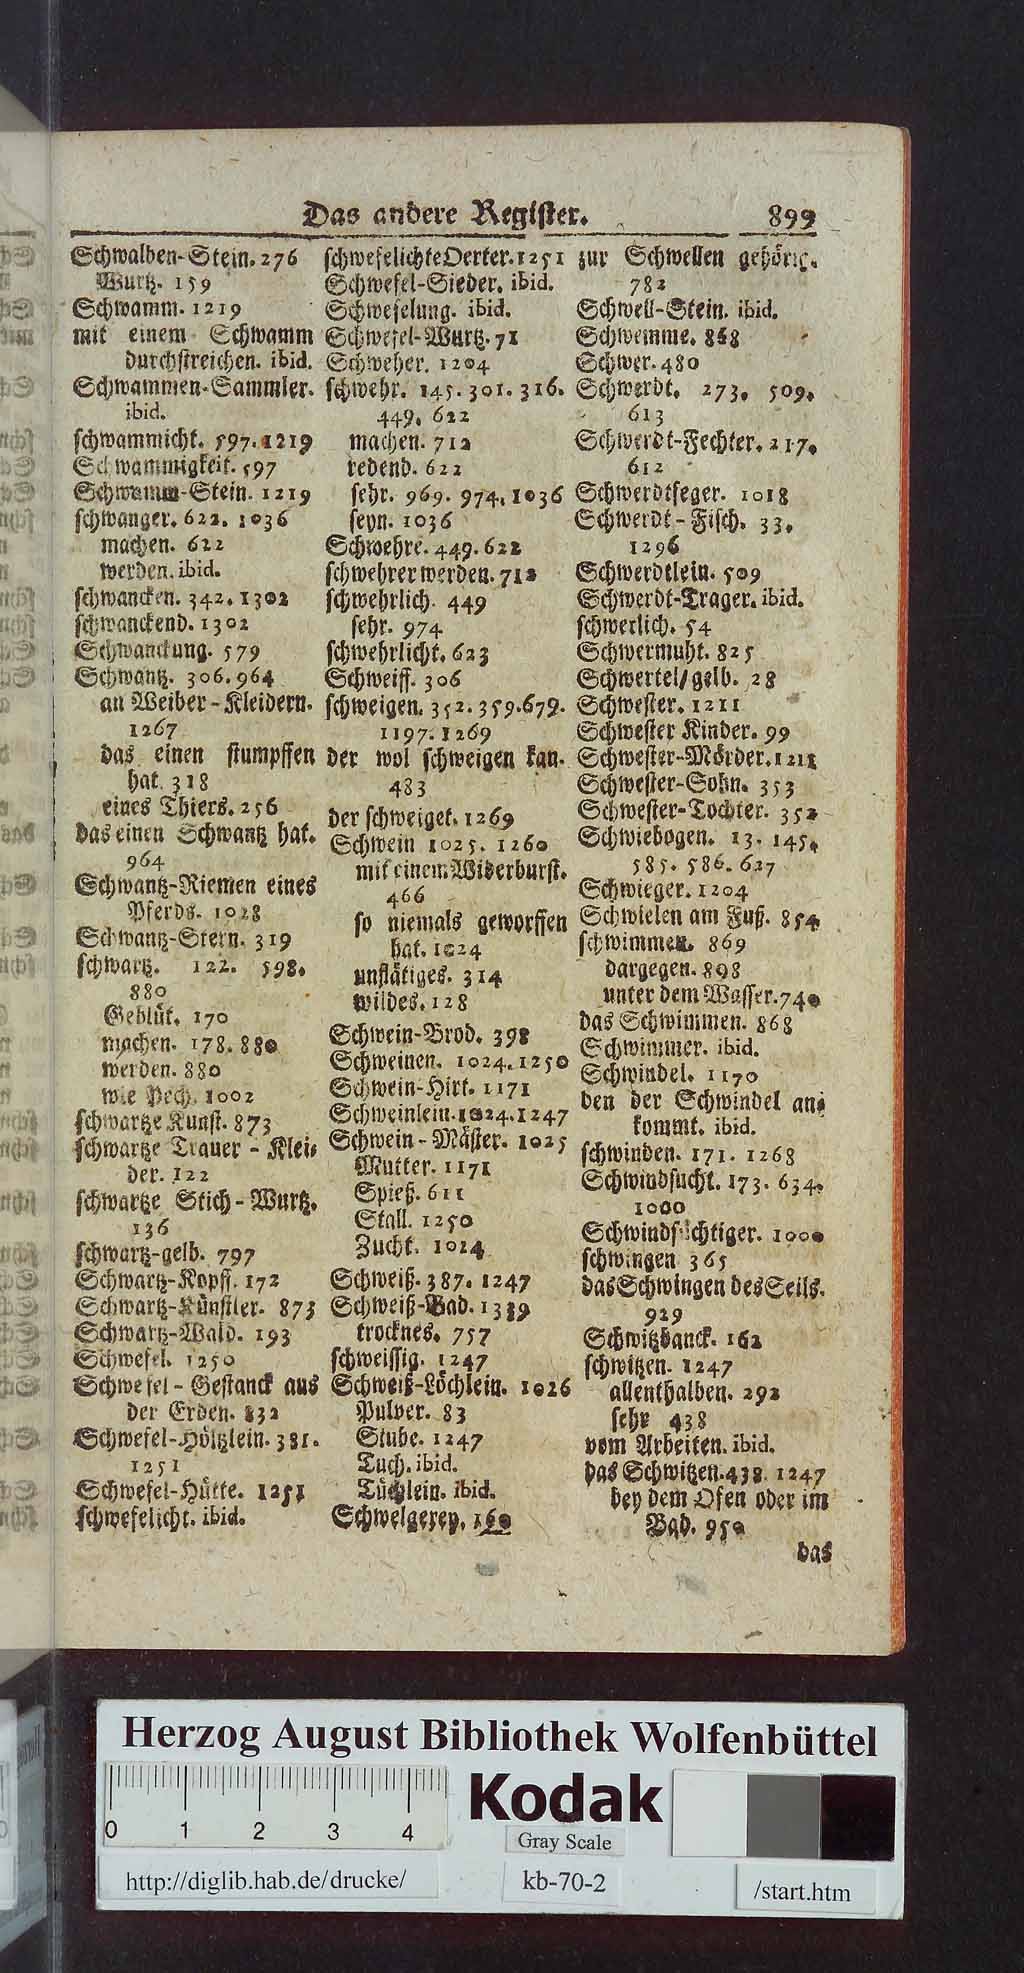 Das andere Register. 899
Schwalben-Stein. 276
Wurtz. 159
Schwamm. 1219
mit einem Schwamm
durchstreichen. ibid.
Schwammen-Sammler.
ibid.
schwammicht. 597. 1219
Schwammigkeit. 597
Schwamm-Stein. 1219
schwanger. 622. 1036
machen. 622
werden. ibid.
schwancken. 342. 1302
schwanckend. 1302
Schwanckung. 579
Schwantz. 306. 964
an Weiber-Kleidern.
1267
das einen stumpffen
hat. 318
eines Thiers. 256
das einen Schwantz hat.
964
Schwantz-Riemen eines
Pferds. 1028
Schwantz-Stern. 319
schwartz. 122. 598.
880
Geblüt. 170
machen. 178. 880
werden. 880
wie Pech. 1002
schwartze Kunst. 873
schwartze Trauer-Klei-
der. 122
schwartze Stich-Wurtz.
136
schwartz-gelb. 797
Schwartz-Kopff. 172
Schwartz-Künstler. 873
Schwartz-Wald. 193
Schwefel. 1250
Schwefel-Gestanck aus
der Erden. 832
Schwefel-Höltzlein. 381.
1251
Schwefel-Hütte. 1251
schwefelicht. ibid.
schwefelichte Oerter. 1251
Schwefel-Sieder. ibid.
Schwefelung. ibid.
Schwefel-Wurtz. 71
Schweher. 1204
schwehr. 145. 301. 316.
449. 622
machen. 712
redend. 622
sehr. 969. 974. 1036
seyn. 1036
Schwehre. 449. 622
schwehrer werden. 712
schwehrlich. 449
sehr. 974
schwehrlicht. 623
Schweiff. 306
schweigen. 352. 359. 679.
1197. 1269
der wol schweigen kan.
483
der schweiget. 1269
Schwein 1025. 1260
mit einem Widerburst.
466
so niemals geworffen
hat. 1024
unflätiges. 314
wildes. 128
Schwein-Brod. 398
Schweinen. 1024. 1250
Schwein-Hirt. 1171
Schweinlein. 1024. 1247
Schwein-Mäster. 1025
Mutter. 1171
Spieß. 611
Stall. 1250
Zucht. 1024
Schweiß. 387. 1247
Schweiß-Bad. 1339
trocknes. 757
schweissig. 1247
Schweiß-Löchlein. 1026
Pulver. 83
Stube. 1247
Tuch. ibid.
Tüchlein. ibid.
Schwelgerey. 160
zur Schwellen gehörig.
782
Schwell-Stein. ibid.
Schwemme. 868
Schwer. 480
Schwerdt. 273. 509.
613
Schwerdt-Fechter. 217.
612
Schwerdtfeger. 1018
Schwerdt-Fisch. 33.
1296
Schwerdtlein. 509
Schwerdt-Trager. ibid.
schwerlich. 54
Schwermuht. 825
Schwertel/ gelb. 28
Schwester. 1211
Schwester Kinder. 99
Schwester-Mörder. 1211
Schwester-Sohn. 353
Schwester-Tochter. 352
Schwiebogen. 13. 145.
585. 586. 627
Schwieger. 1204
Schwielen am Fuß. 854
schwimmen. 869
dargegen. 898
unter dem Wasser. 740
das Schwimmen. 868
Schwimmer. ibid.
Schwindel. 1170
den der Schwindel an-
kommt. ibid.
schwinden. 171. 1268
Schwindsucht. 173. 634.
1000
Schwindsüchtiger. 1000
schwingen 365
das Schwingen des Seils.
929
Schwitzbanck. 162
schwitzen. 1247
allenthalben. 292
sehr 438
vom Arbeiten. ibid.
das Schwitzen. 438. 1247
bey dem Ofen oder im
Bad. 950
das
Herzog August Bibliothek Wolfenbüttel
0 1 2 3 4
Kodak
Gray Scale
http://diglib.hab.de/drucke/
kb-70-2
/start.htm